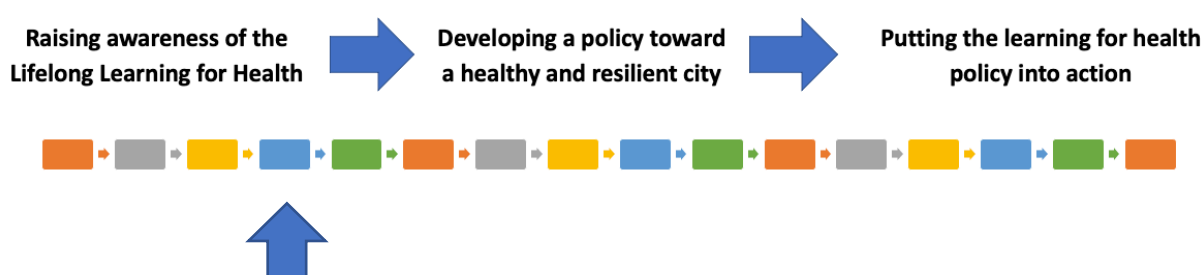 Raising awareness of the
Lifelong Learning for Health
Developing a policy toward
a healthy and resilient city
Putting the learning for health
policy into action